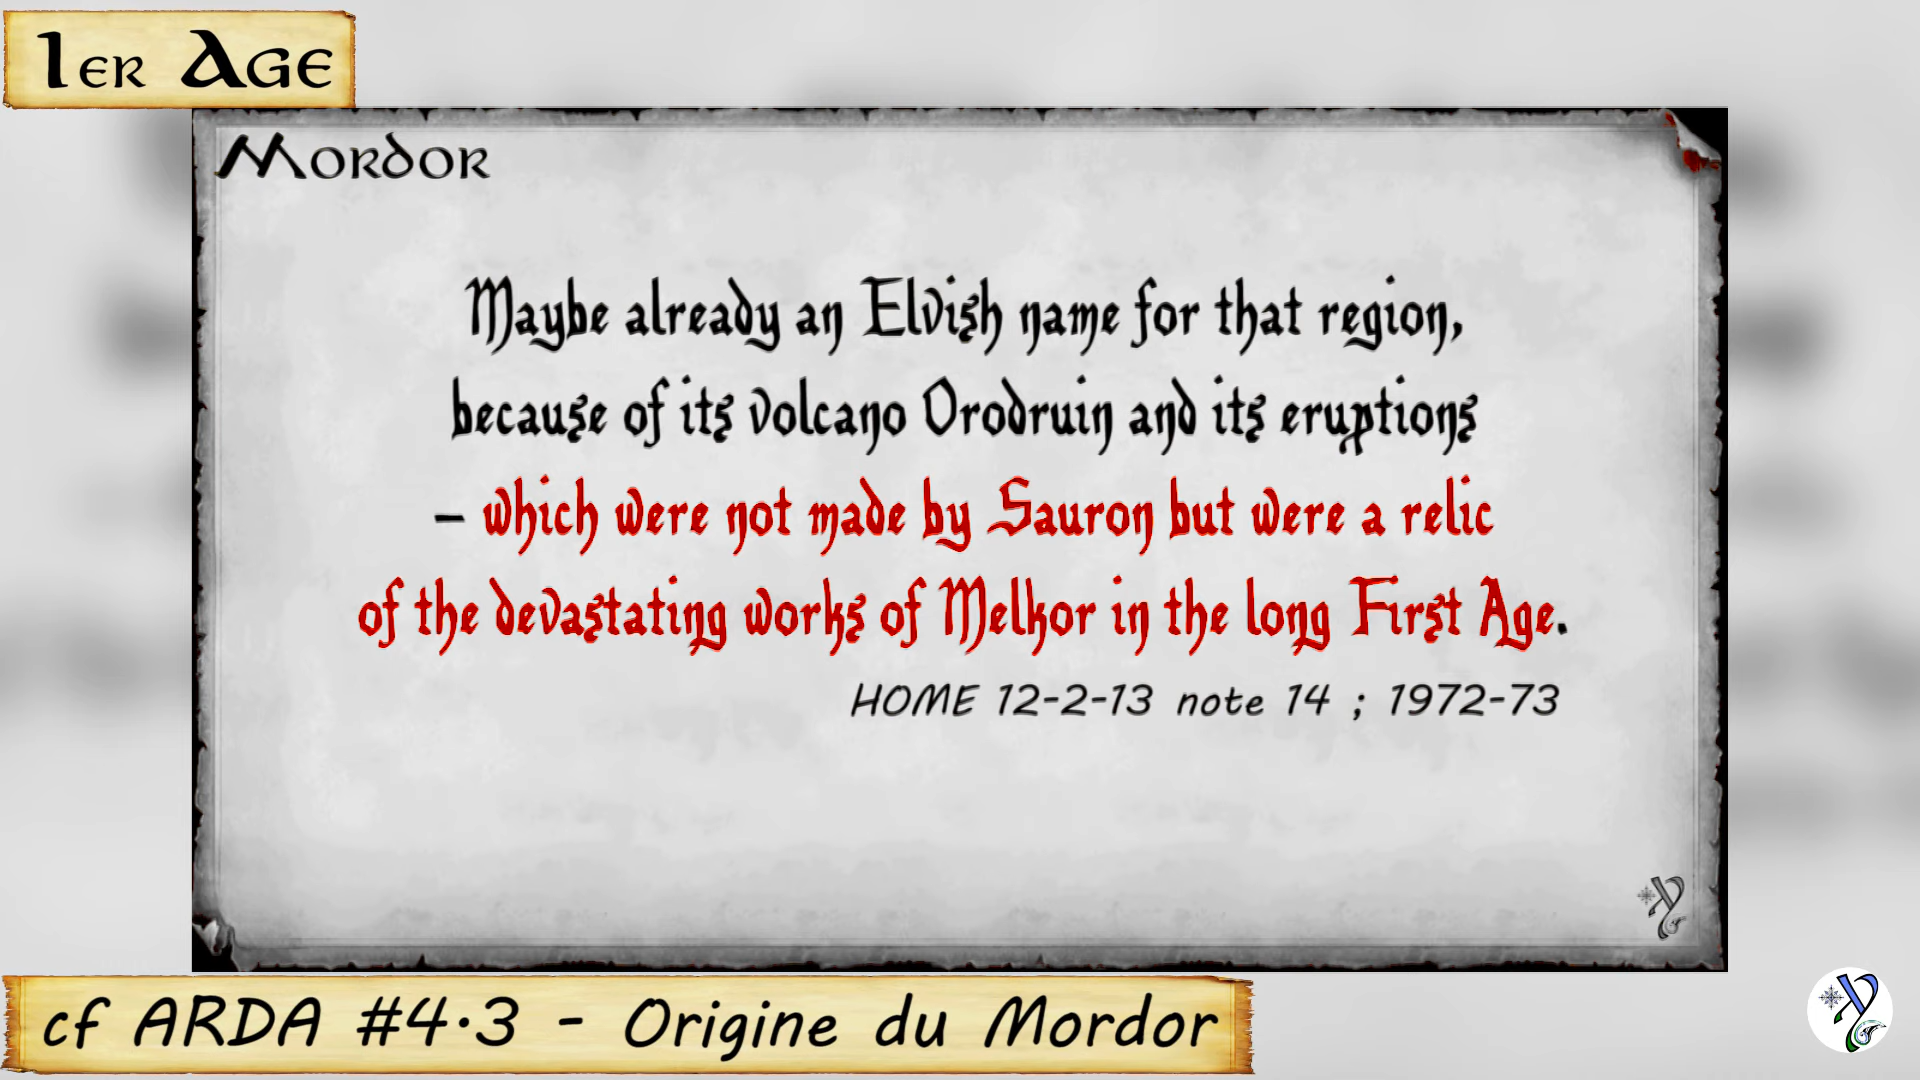 1er Age
Mordor
Maybe already an Elvish name for that region,
because of its volcano Orodruin and its eruptions
– which were not made by Sauron but were a relic
of the devastating works of Melkor in the long First Age.
HOME 12-2-13 note 14 ; 1972-73
cf ARDA #4.3 - Origine du Mordor